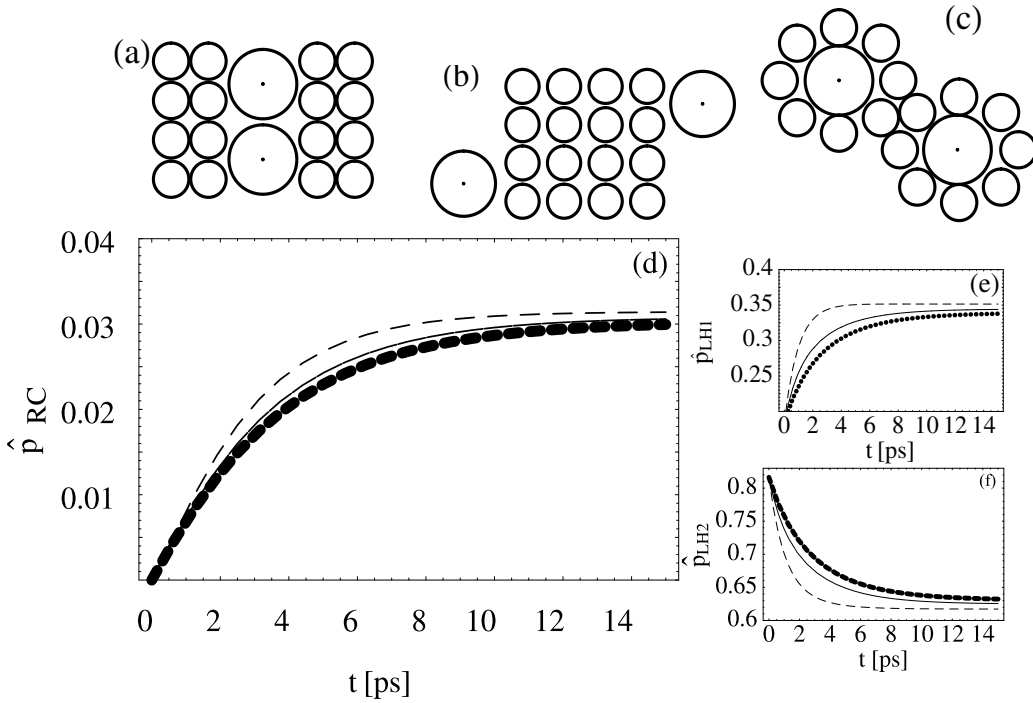 (a)
(b)
(c)
(d)
0.04
0.03
0.02
0.01
p̂ RC
0 2 4 6 8 10 12 14
t [ps]
(e)
0.4
0.35
0.3
0.25
p̂LH1
0 2 4 6 8 10 12 14
t [ps]
(f)
0.8
0.75
0.7
0.65
0.6
p̂LH2
0 2 4 6 8 10 12 14
t [ps]